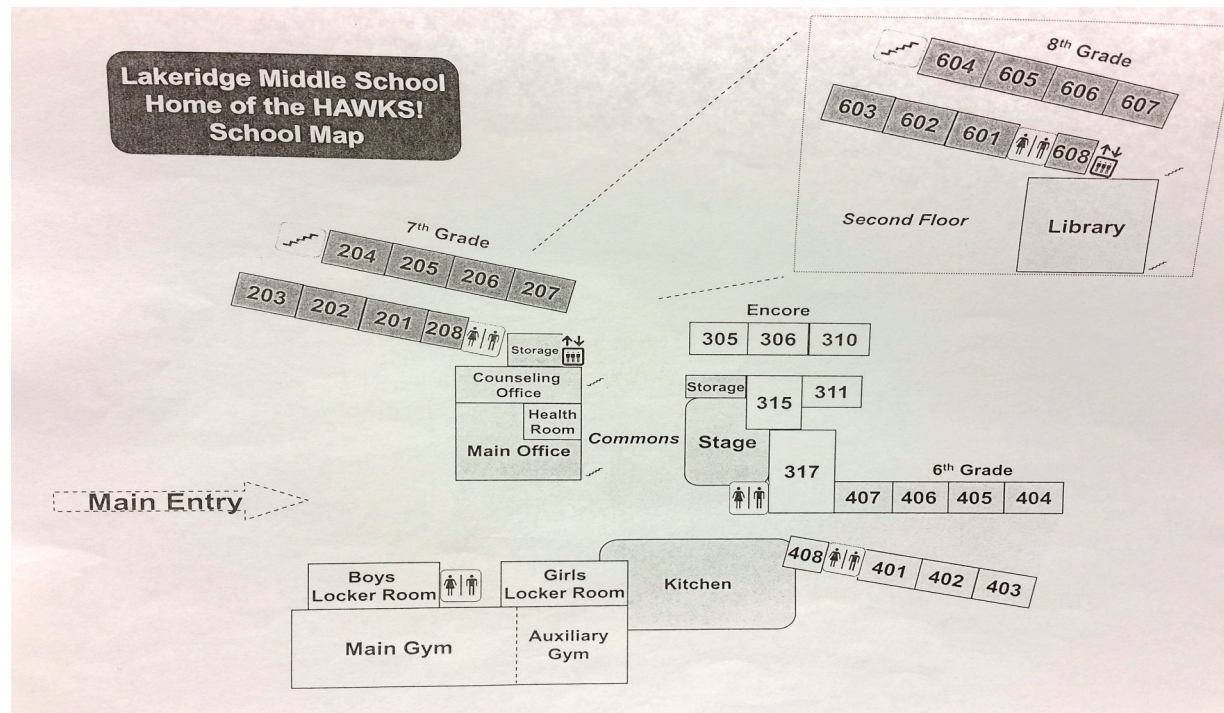 Lakeridge Middle School
Home of the HAWKS!
School Map
8th Grade
604 605 606 607
603 602 601 608
Second Floor
Library
7th Grade
204 205 206 207
203 202 201 208
Storage
Counseling
Office
Health
Room
Main Office
Commons
Encore
305 306 310
Storage
315
311
Stage
317
6th Grade
407 406 405 404
Main Entry
408 401 402 403
Boys
Locker Room
Girls
Locker Room
Kitchen
Main Gym
Auxiliary
Gym